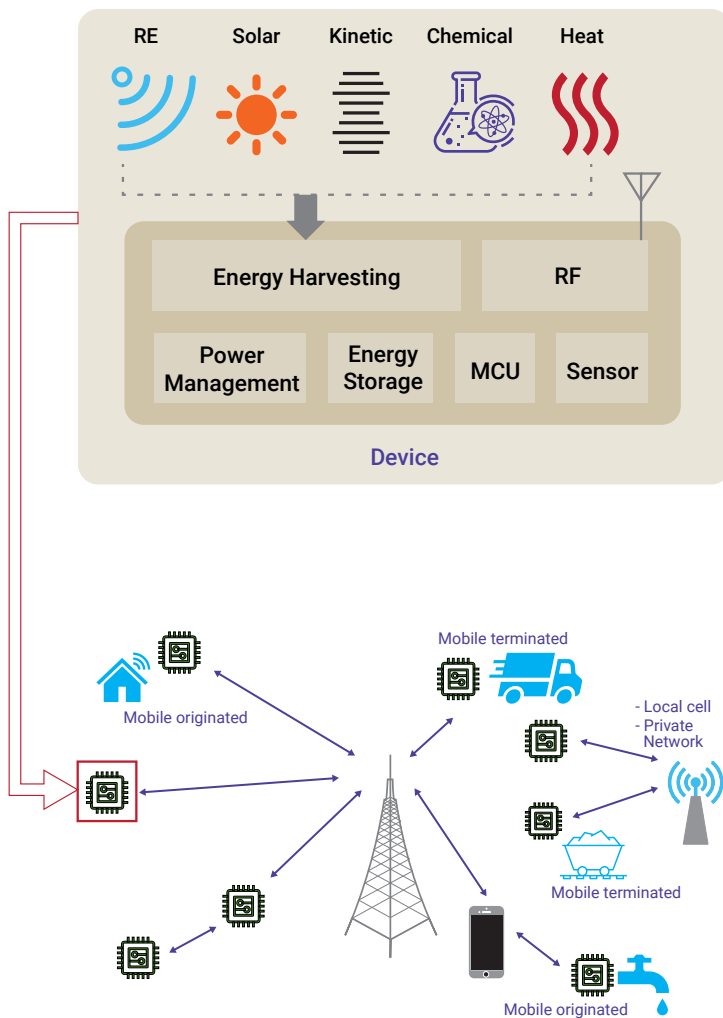 RE
Solar
Kinetic
Chemical
Heat
Energy Harvesting
RF
Power
Management
Energy
Storage
MCU
Sensor
Device
Mobile terminated
- Local cell
- Private
Network
Mobile originated
Mobile terminated
Mobile originated